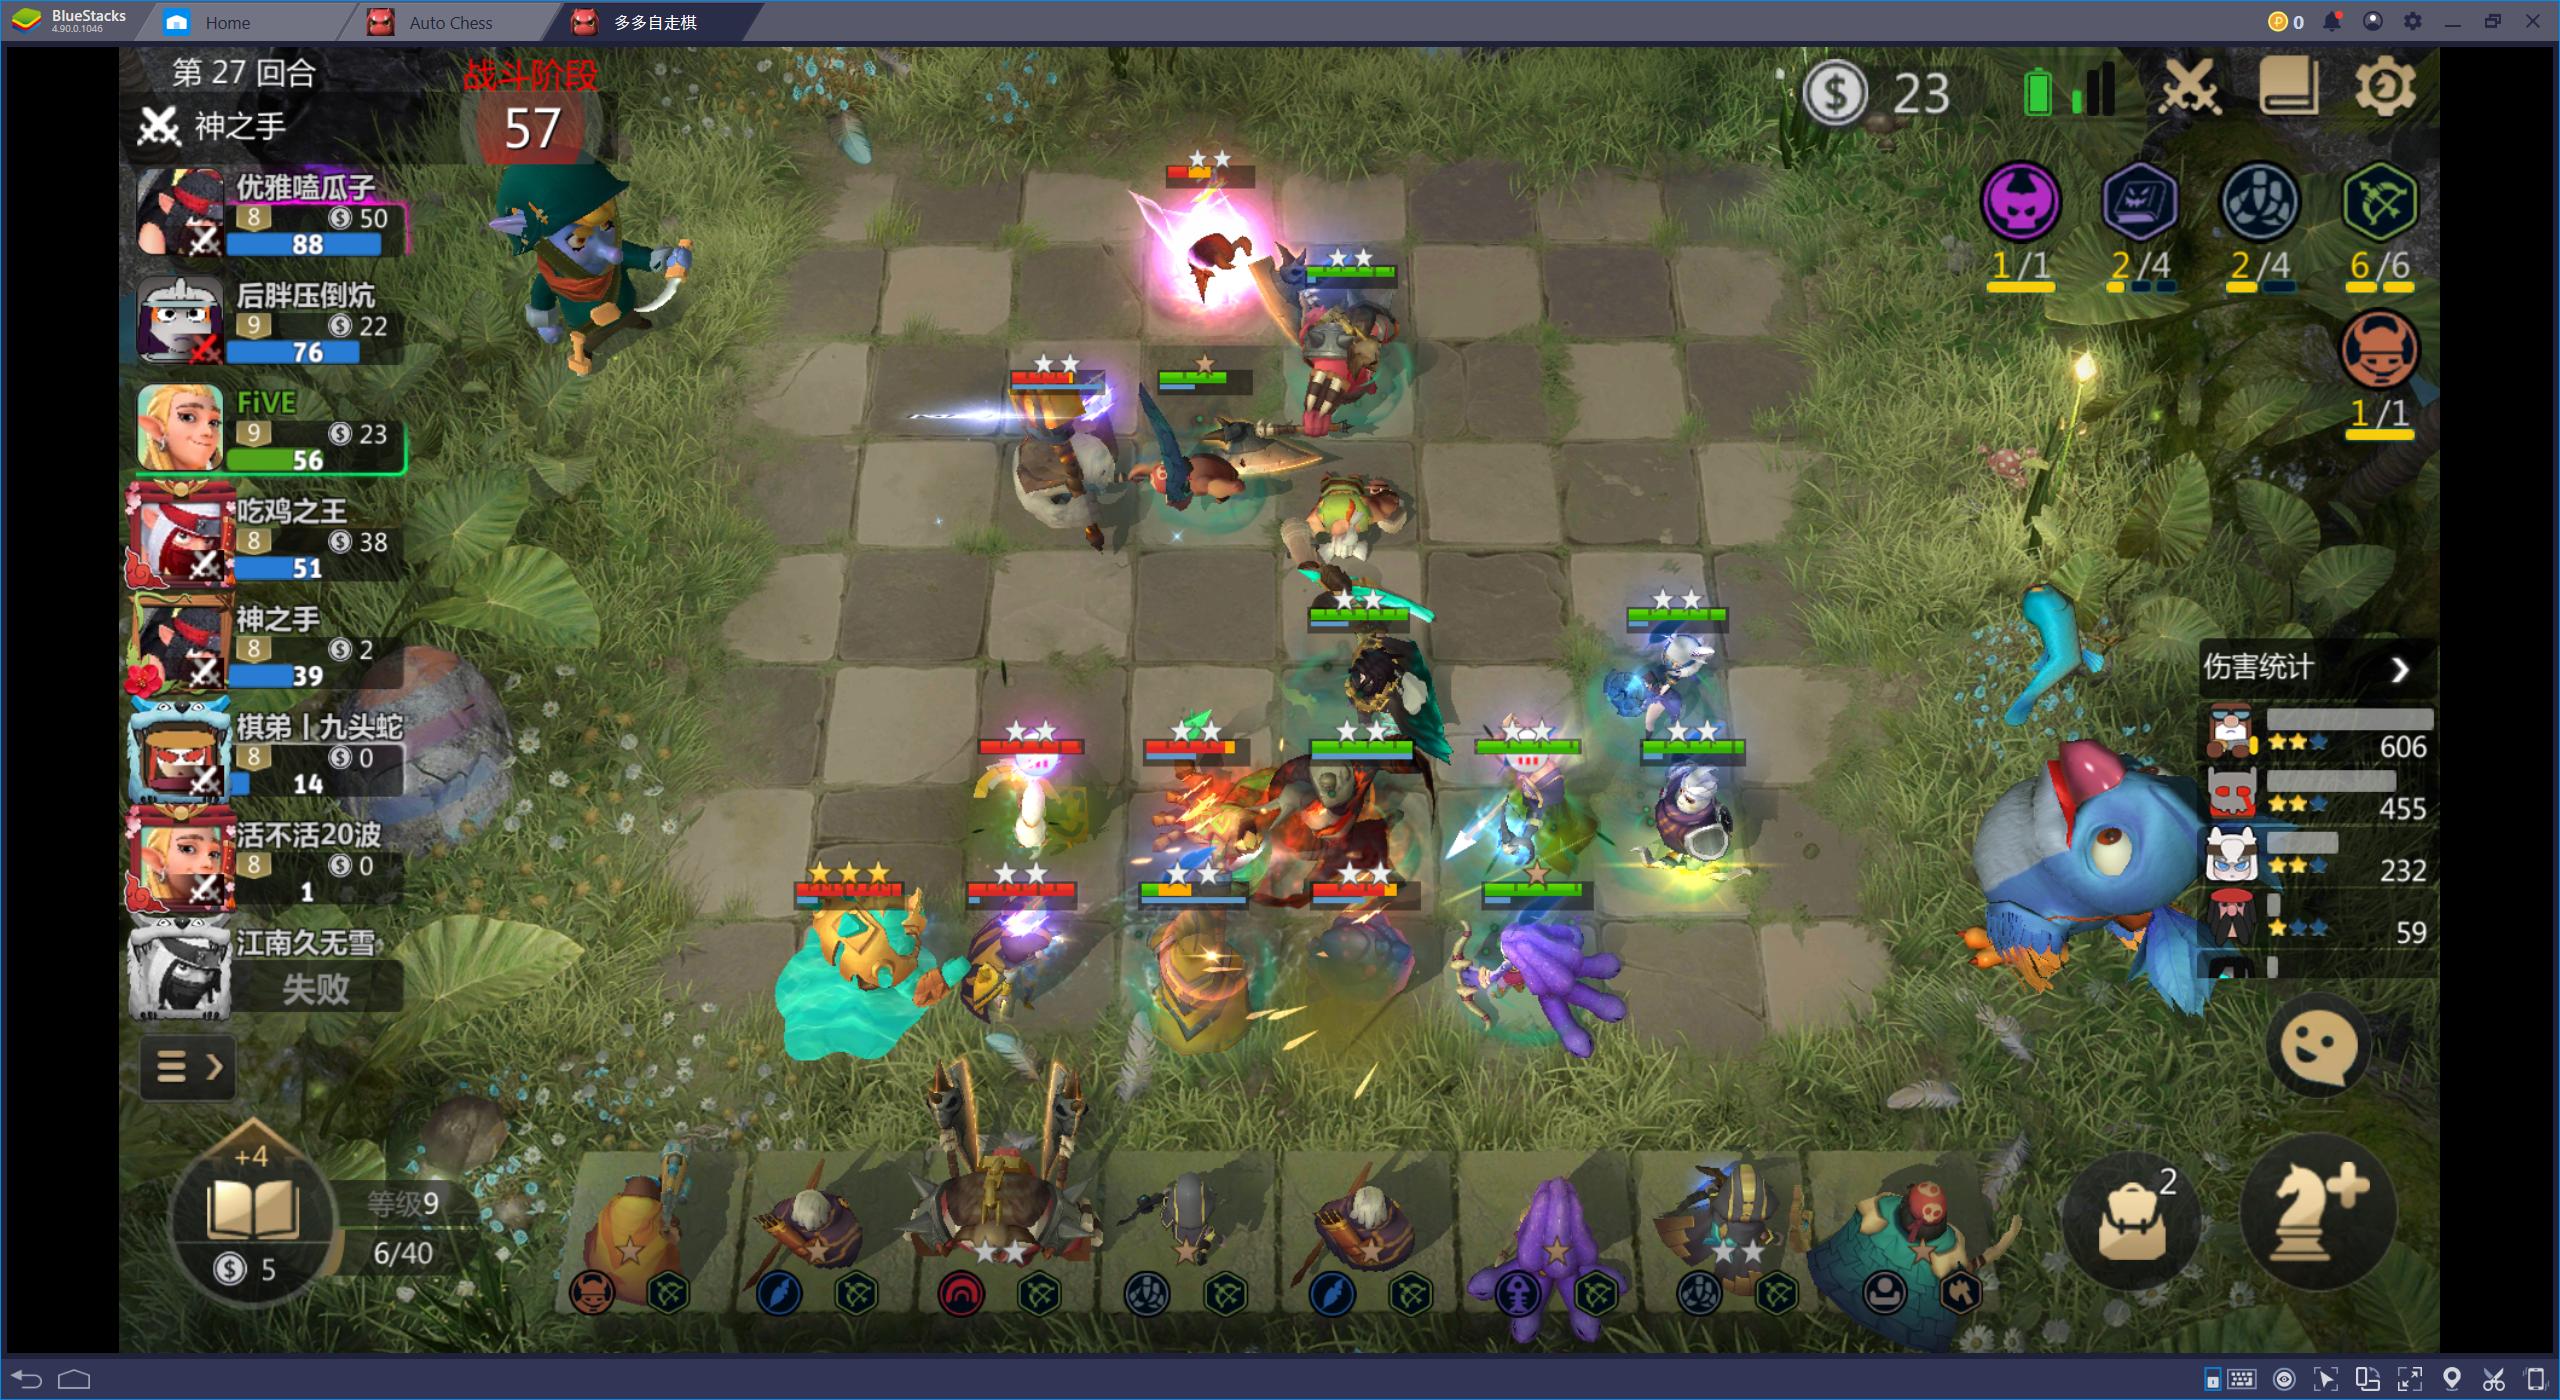 BlueStacks
4.90.0.1046
Home
Auto Chess
多多自走棋
0
第 27 回合
战斗阶段
神之手
57
23
优雅嗑瓜子
8
50
88
后胖压倒炕
9
22
76
FiVE
9
23
56
吃鸡之王
8
38
51
神之手
8
2
39
棋弟丨九头蛇
8
0
14
活不活20波
8
0
1
江南久无雪
失败
1/1
2/4
2/4
6/6
1/1
伤害统计
606
455
232
59
+4
5
等级9
6/40
2